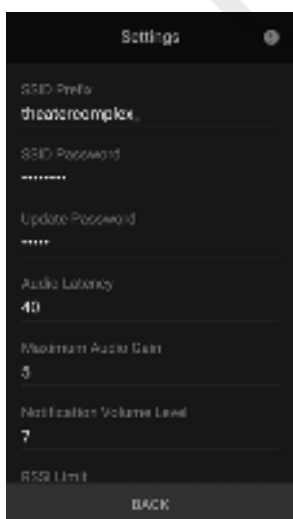 Settings
SSID Prefix
theatercomplex_
SSID Password
••••••••
Update Password
•••••
Audio Latency
40
Maximum Audio Gain
5
Notification Volume Level
7
RSSI Limit
BACK